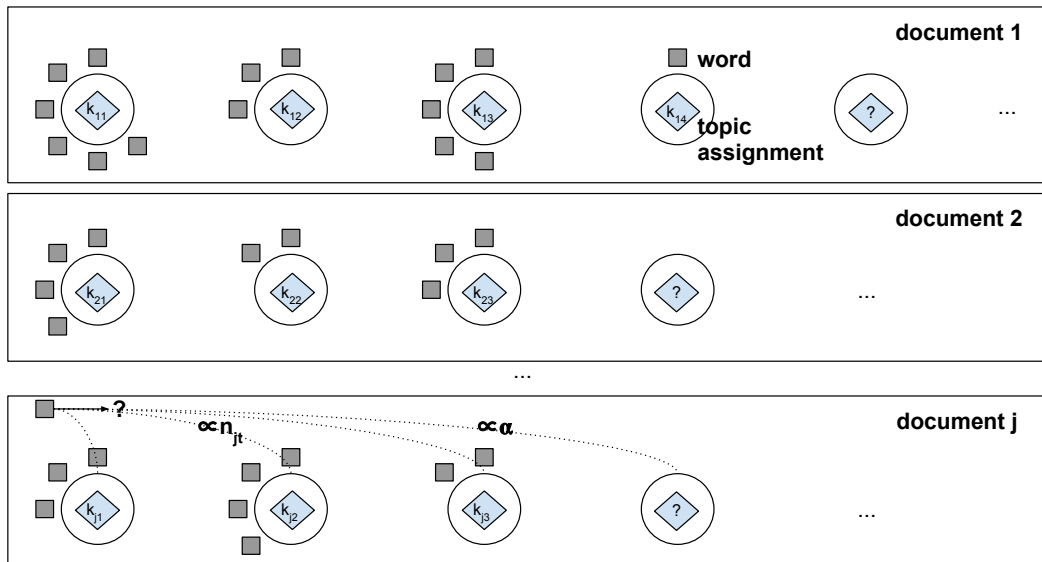 document 1
word
k11 k12 k13 k14 ? ...
topic
assignment
document 2
k21 k22 k23 ? ...
...
?
document j
∝njt ∝α
kj1 kj2 kj3 ? ...